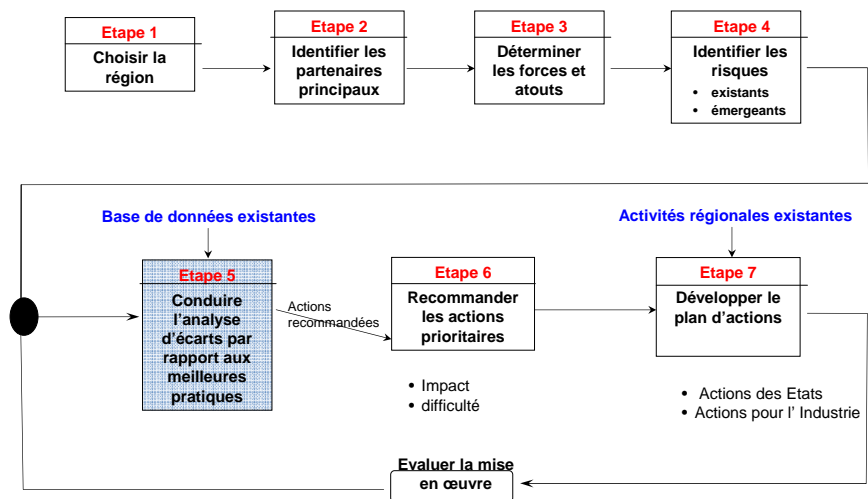 Etape 1
Choisir la
région
Etape 2
Identifier les
partenaires
principaux
Etape 3
Déterminer
les forces et
atouts
Etape 4
Identifier les
risques
• existants
• émergeants
Base de données existantes
Activités régionales existantes
Etape 5
Conduire
l'analyse
d'écarts par
rapport aux
meilleures
pratiques
Actions
recommandées
Etape 6
Recommander
les actions
prioritaires
• Impact
• difficulté
Etape 7
Développer le
plan d'actions
• Actions des Etats
• Actions pour l' Industrie
Evaluer la mise
en œuvre